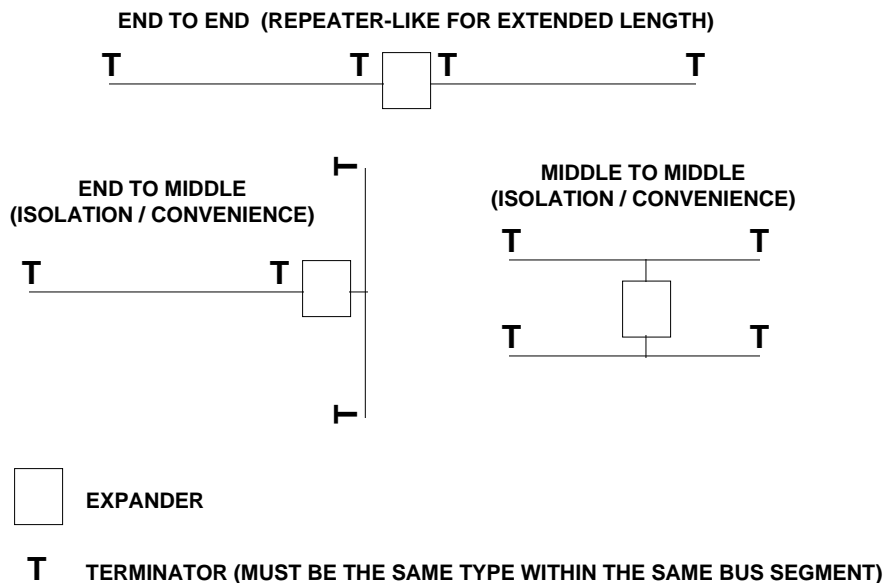 END TO END (REPEATER-LIKE FOR EXTENDED LENGTH)
T T T T
T
END TO MIDDLE
(ISOLATION / CONVENIENCE)
T T
T
MIDDLE TO MIDDLE
(ISOLATION / CONVENIENCE)
T T
T T
EXPANDER
T TERMINATOR (MUST BE THE SAME TYPE WITHIN THE SAME BUS SEGMENT)